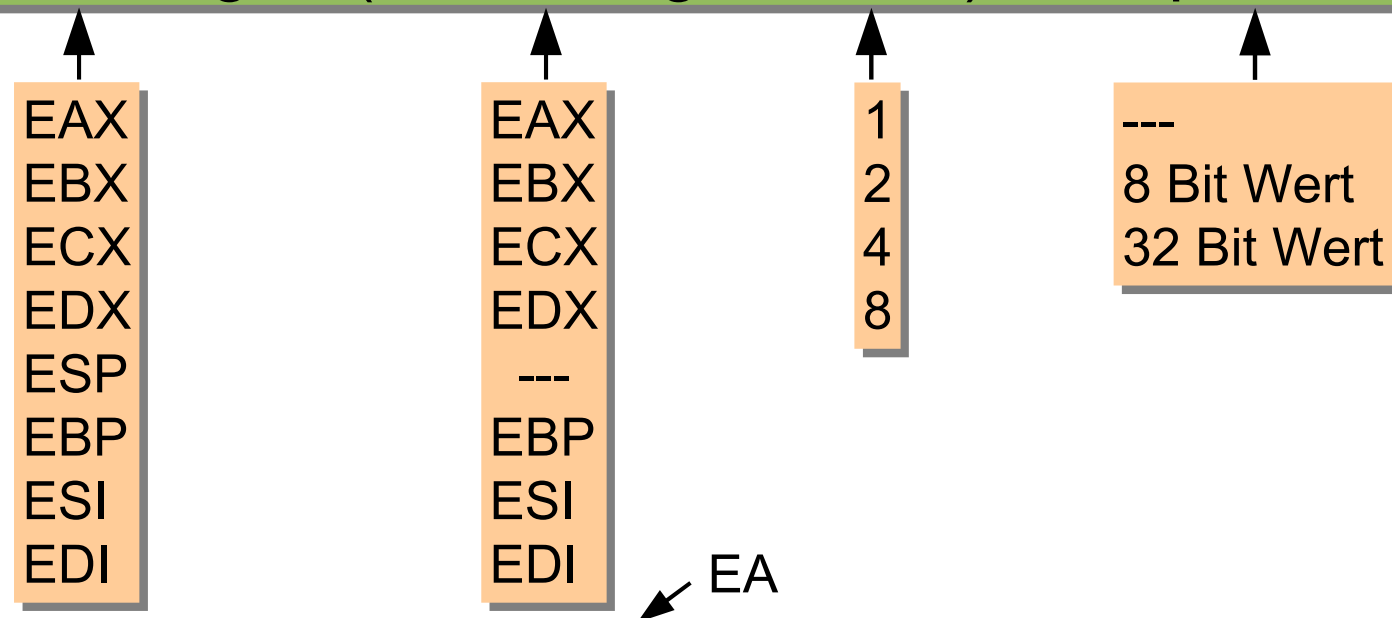 EAX
EBX
ECX
EDX
ESP
EBP
ESI
EDI
EAX
EBX
ECX
EDX
---
EBP
ESI
EDI
1
2
4
8
---
8 Bit Wert
32 Bit Wert
EA